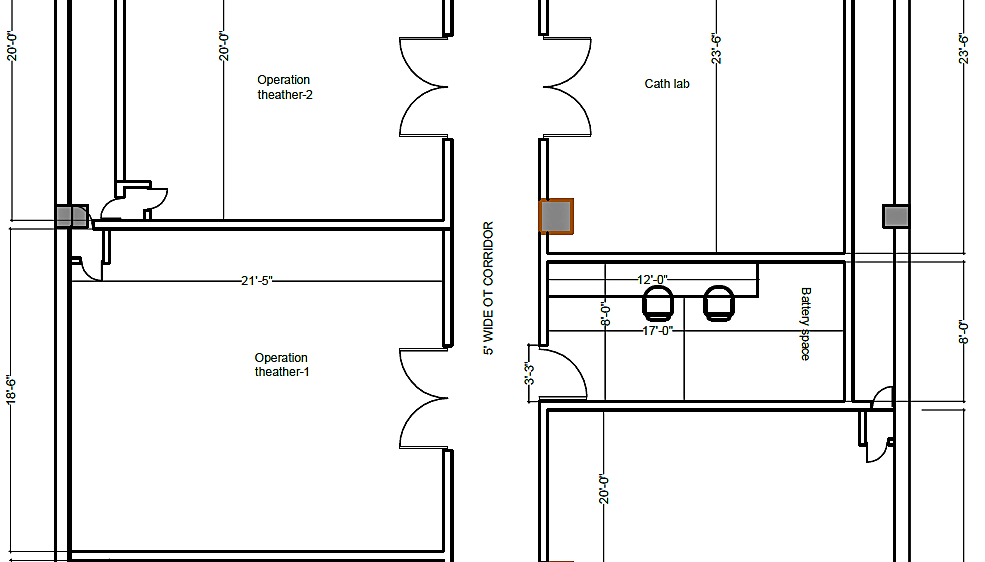 20'-0"
20'-0"
23'-6"
23'-6"
Operation
theather-2
Cath lab
5' WIDE OT CORRIDOR
21'-5"
12'-0"
8'-0"
17'-0"
Battery space
8'-0"
Operation
theather-1
3'-3"
18'-6"
20'-0"